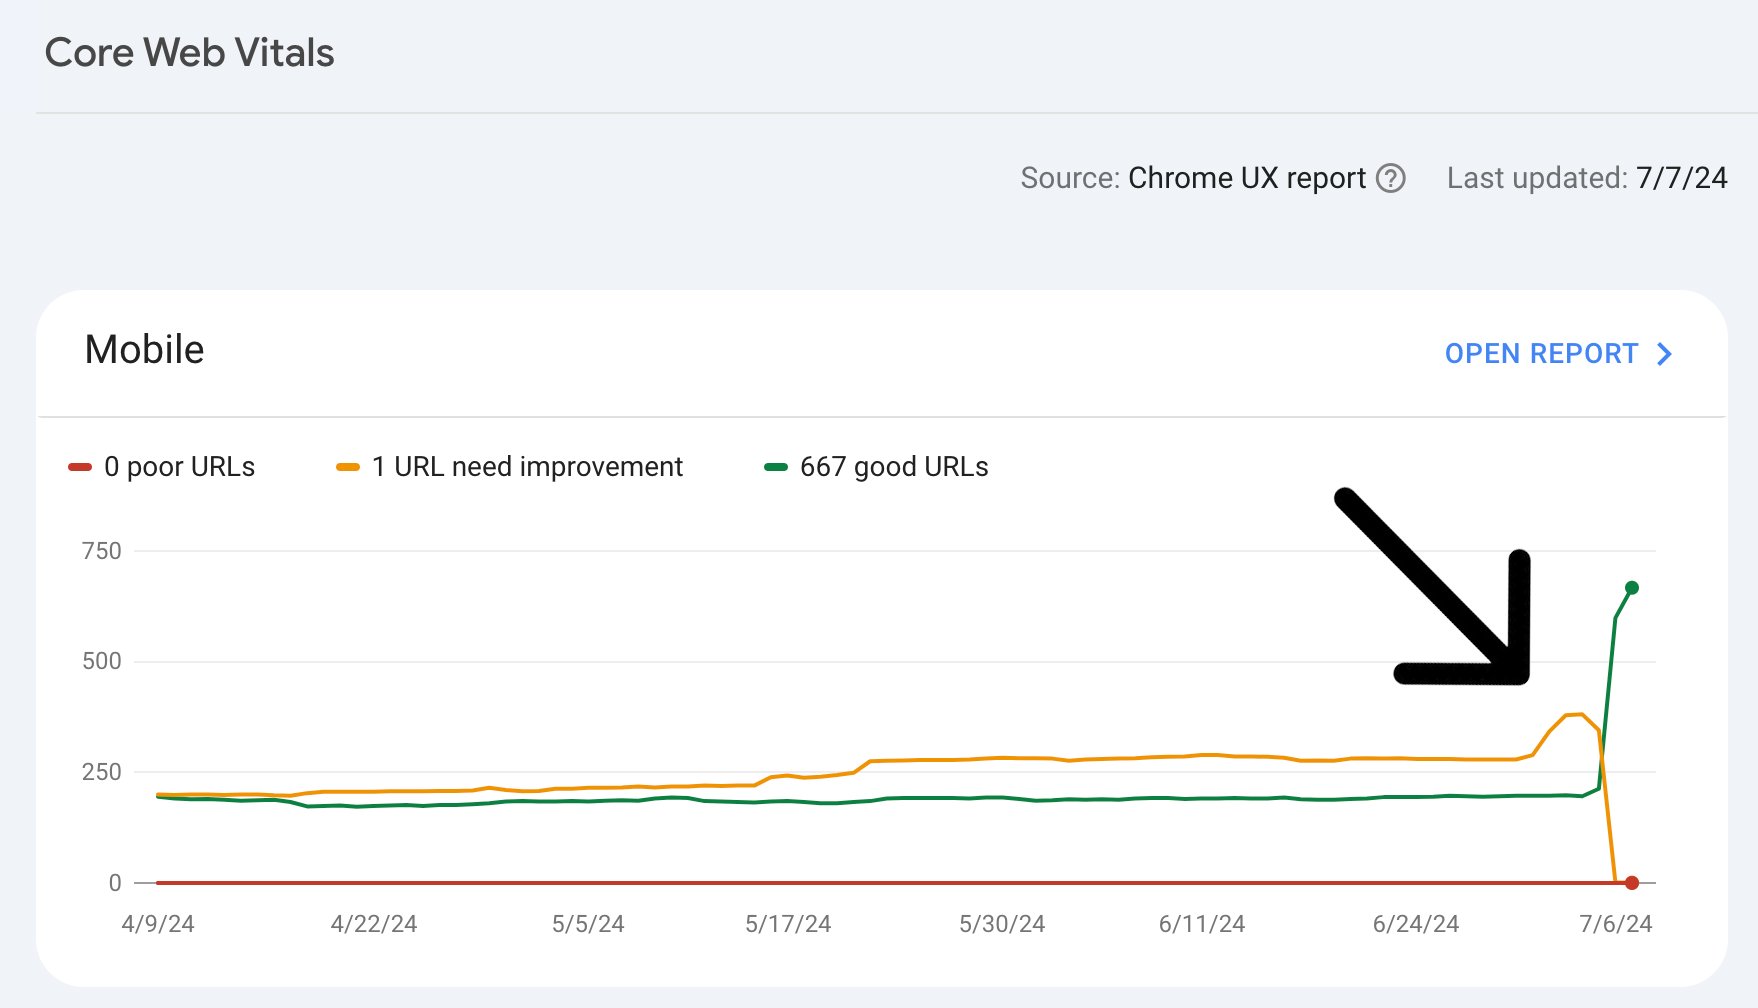 Core Web Vitals
Source: Chrome UX report Last updated: 7/7/24
Mobile
OPEN REPORT
0 poor URLs 1 URL need improvement 667 good URLs
750
500
250
0
4/9/24 4/22/24 5/5/24 5/17/24 5/30/24 6/11/24 6/24/24 7/6/24